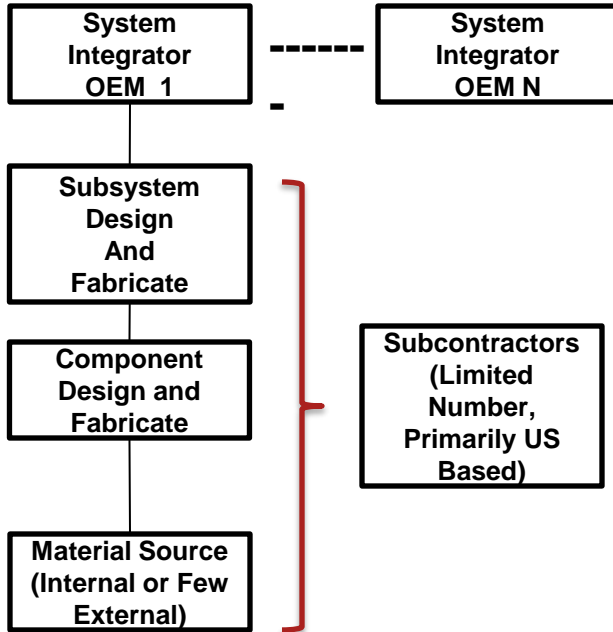 System
Integrator
OEM 1
System
Integrator
OEM N
Subsystem
Design
And
Fabricate
Component
Design and
Fabricate
Subcontractors
(Limited
Number,
Primarily US
Based)
Material Source
(Internal or Few
External)